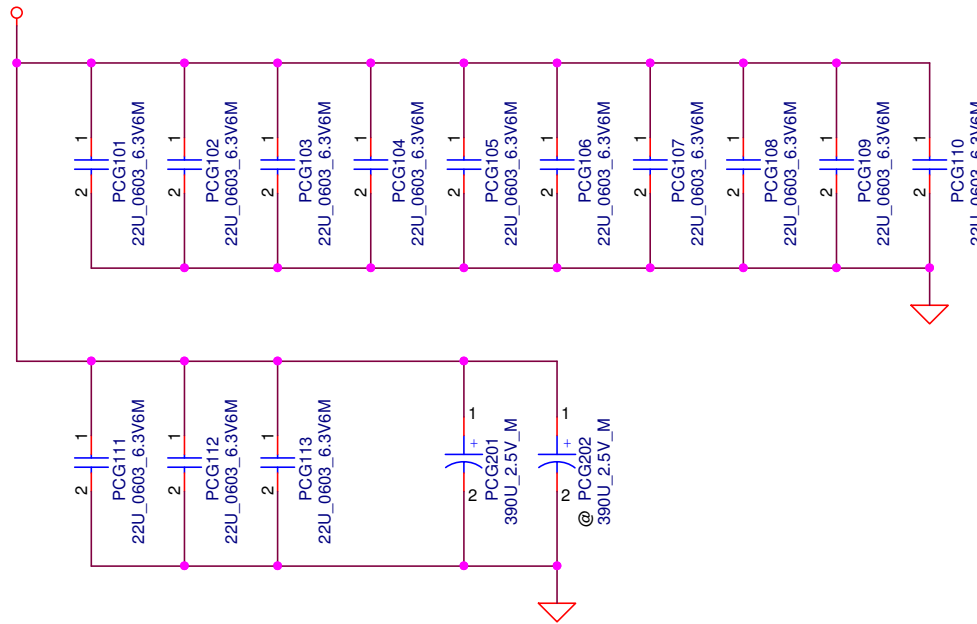 1
2
PCG101
22U_0603_6.3V6M
1
2
PCG102
22U_0603_6.3V6M
1
2
PCG103
22U_0603_6.3V6M
1
2
PCG104
22U_0603_6.3V6M
1
2
PCG105
22U_0603_6.3V6M
1
2
PCG106
22U_0603_6.3V6M
1
2
PCG107
22U_0603_6.3V6M
1
2
PCG108
22U_0603_6.3V6M
1
2
PCG109
22U_0603_6.3V6M
1
2
PCG110
22U_0603_6.3V6M
1
2
PCG111
22U_0603_6.3V6M
1
2
PCG112
22U_0603_6.3V6M
1
2
PCG113
22U_0603_6.3V6M
1
+
2
PCG201
390U_2.5V_M
1
+
2
@ PCG202
390U_2.5V_M